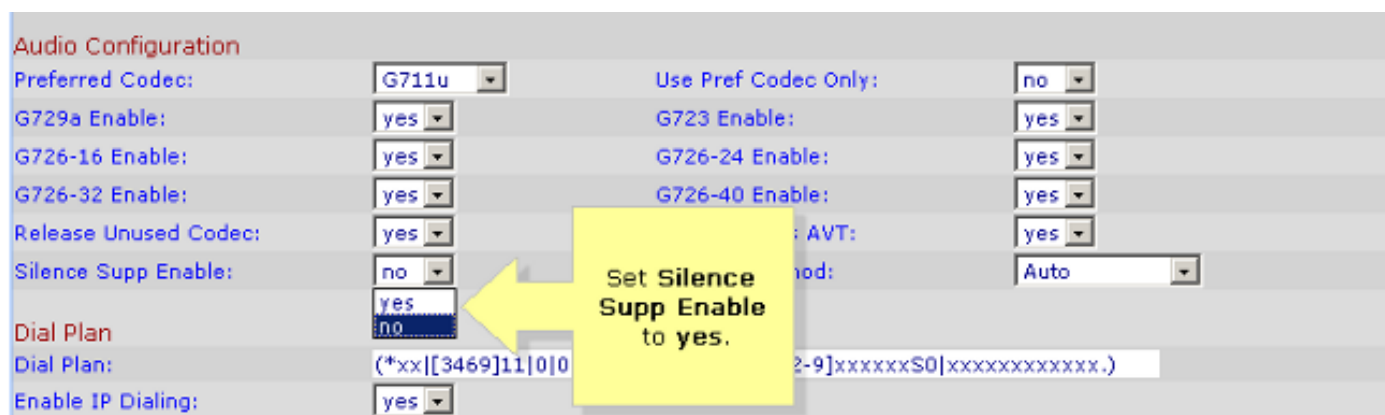 Audio Configuration
Preferred Codec: G711u Use Pref Codec Only: no
G729a Enable: yes G723 Enable: yes
G726-16 Enable: yes G726-24 Enable: yes
G726-32 Enable: yes G726-40 Enable: yes
Release Unused Codec: yes AVT: yes
Silence Supp Enable: no Auto
yes
no
Set Silence
Supp Enable
to yes.
Dial Plan
Dial Plan: (*xx|[3469]11|0|0 2-9]xxxxxxS0|xxxxxxxxxxxx.)
Enable IP Dialing: yes